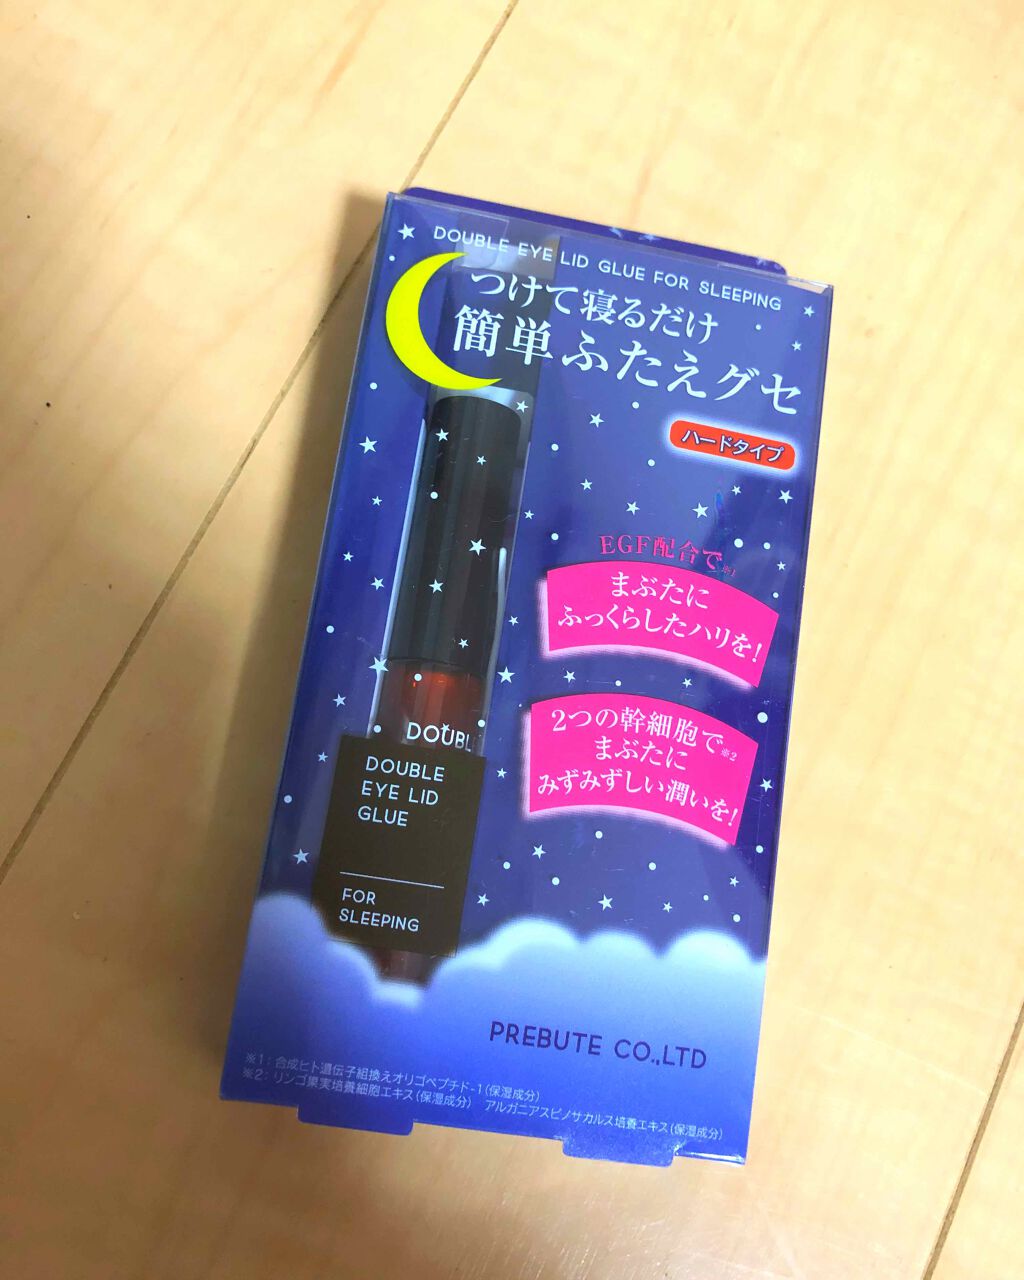 DOUBLE EYE LID GLUE FOR SLEEPING
つけて寝るだけ
簡単ふたえグセ
ハードタイプ
EGF配合で※1
まぶたに
ふっくらしたハリを!
2つの幹細胞で※2
まぶたに
みずみずしい潤いを!
DOUBL
DOUBLE
EYE LID
GLUE
FOR
SLEEPING
PREBUTE CO.,LTD
※1:合成ヒト遺伝子組換えオリゴペプチド-1(保湿成分)
※2:リンゴ果実培養細胞エキス(保湿成分) アルガニアスピノサカルス培養エキス(保湿成分)